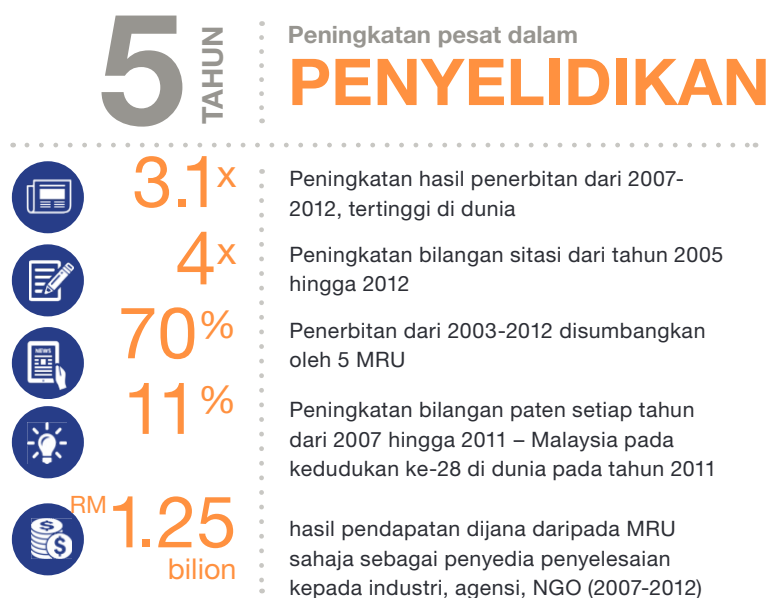 5 TAHUN
Peningkatan pesat dalam
PENYELIDIKAN
3.1x
Peningkatan hasil penerbitan dari 2007-
2012, tertinggi di dunia
4x
Peningkatan bilangan sitasi dari tahun 2005
hingga 2012
NEWS
70%
Penerbitan dari 2003-2012 disumbangkan
oleh 5 MRU
11%
Peningkatan bilangan paten setiap tahun
dari 2007 hingga 2011 – Malaysia pada
kedudukan ke-28 di dunia pada tahun 2011
$
$
RM 1.25
bilion
hasil pendapatan dijana daripada MRU
sahaja sebagai penyedia penyelesaian
kepada industri, agensi, NGO (2007-2012)